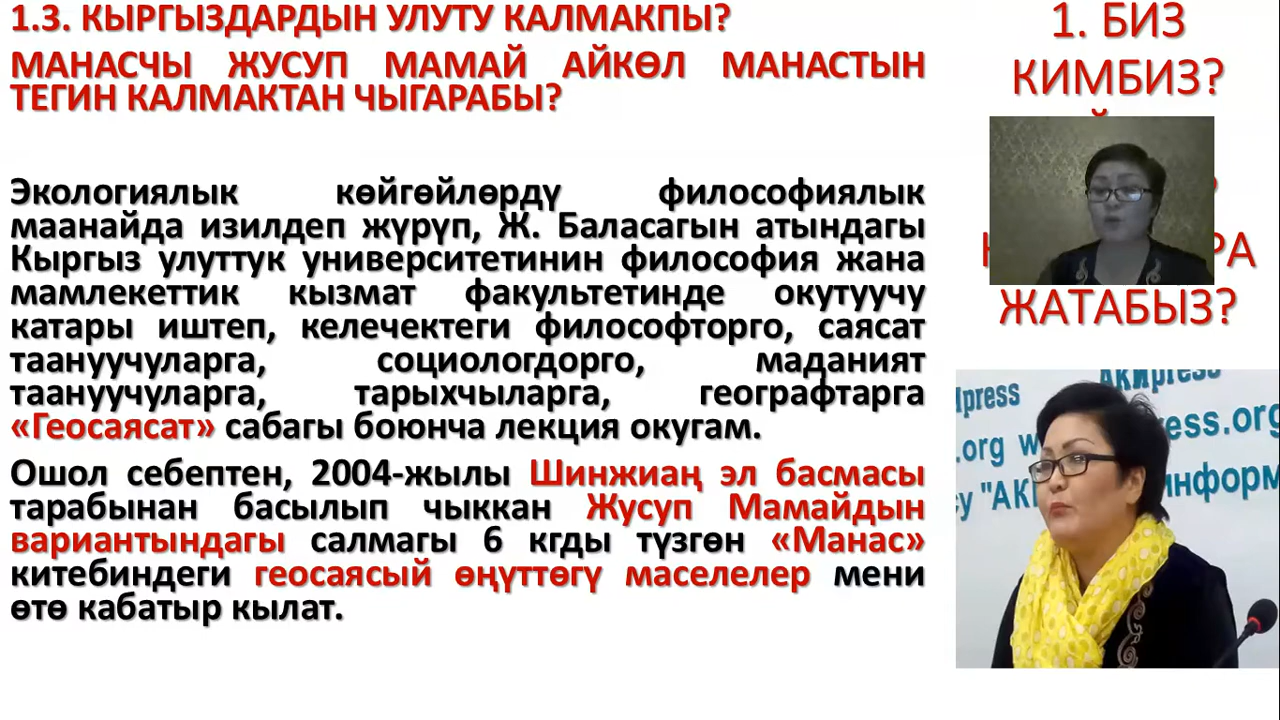 1.3. КЫРГЫЗДАРДЫН УЛУТУ КАЛМАКПЫ?
МАНАСЧЫ ЖУСУП МАМАЙ АЙКӨЛ МАНАСТЫН
ТЕГИН КАЛМАКТАН ЧЫГАРАБЫ?
Экологиялык көйгөйлөрдү философиялык
маанайда изилдеп жүрүп, Ж. Баласагын атындагы
Кыргыз улуттук университетинин философия жана
мамлекеттик кызмат факультетинде окутуучу
катары иштеп, келечектеги философторго, саясат
таануучуларга, социологдорго, маданият
таануучуларга, тарыхчыларга, географтарга
«Геосаясат» сабагы боюнча лекция окугам.
Ошол себептен, 2004-жылы Шинжиаң эл басмасы
тарабынан басылып чыккан Жусуп Мамайдын
вариантындагы салмагы 6 кгды түзгөн «Манас»
китебиндеги геосаясый өңүттөгү маселелер мени
өтө кабатыр кылат.
1. БИЗ
КИМБИЗ?
ЖАТАБЫЗ?
АКИpress
.org
информ